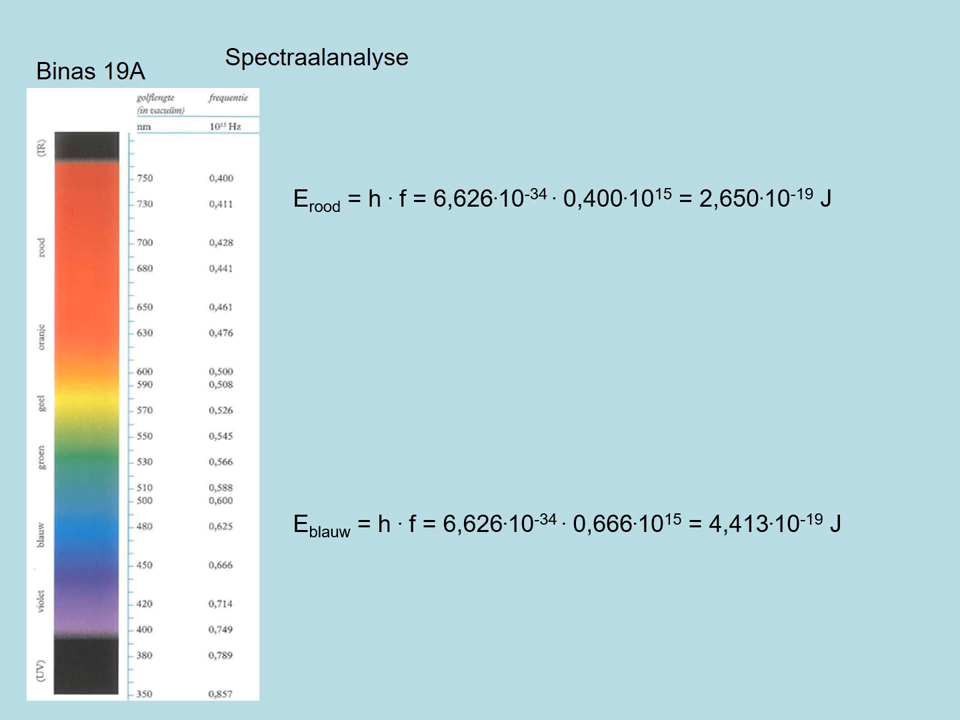 Spectraalanalyse
Binas 19A
golflengte frequentie
(in vacuüm)
nm 10¹⁵ Hz
(IR)
750 0,400
730 0,411
rood
700 0,428
680 0,441
650 0,461
oranje
630 0,476
600 0,500
590 0,508
geel
570 0,526
550 0,545
groen
530 0,566
510 0,588
500 0,600
blauw
480 0,625
450 0,666
violet
420 0,714
400 0,749
380 0,789
(UV)
350 0,857
E_rood = h · f = 6,626·10⁻³⁴ · 0,400·10¹⁵ = 2,650·10⁻¹⁹ J
E_blauw = h · f = 6,626·10⁻³⁴ · 0,666·10¹⁵ = 4,413·10⁻¹⁹ J